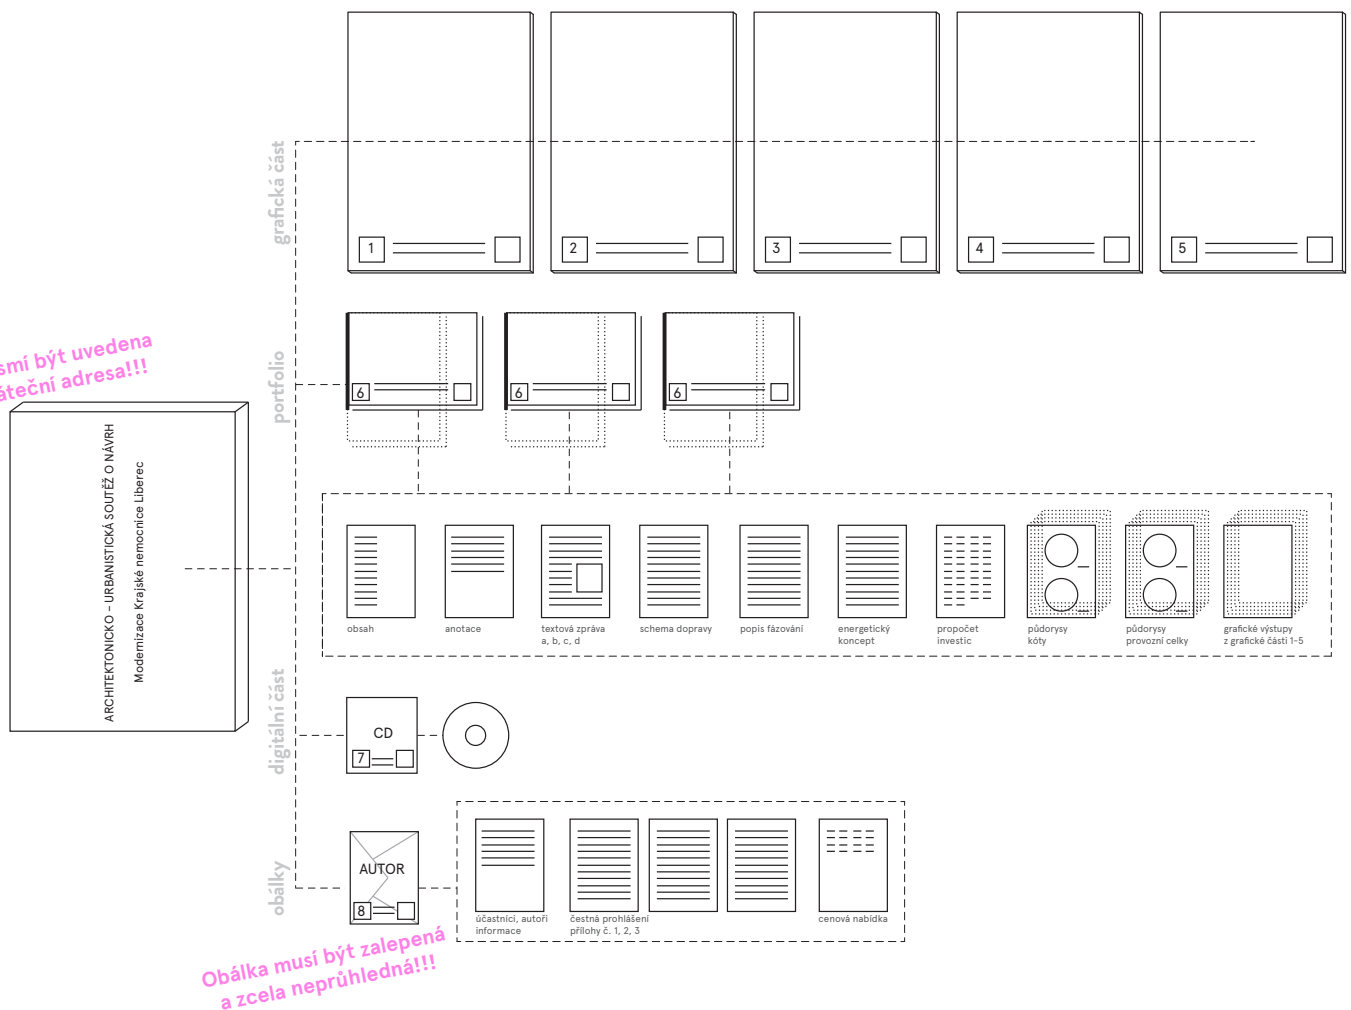 grafická část
1
2
3
4
5
smí být uvedena
adresa!!!
portfolio
6
6
6
ARCHITEKTONICKO – URBANISTICKÁ SOUTĚŽ O NÁVRH
Modernizace Krajské nemocnice Liberec
obsah
anotace
textová zpráva
a, b, c, d
schema dopravy
popis fázování
energetický
koncept
propočet
investic
půdorysy
kóty
půdorysy
provozní celky
grafické výstupy
z grafické části 1-5
digitální část
CD
7
obálky
AUTOR
8
účastníci, autoři
informace
čestná prohlášení
přílohy č. 1, 2, 3
cenová nabídka
Obálka musí být zalepená
a zcela neprůhledná!!!